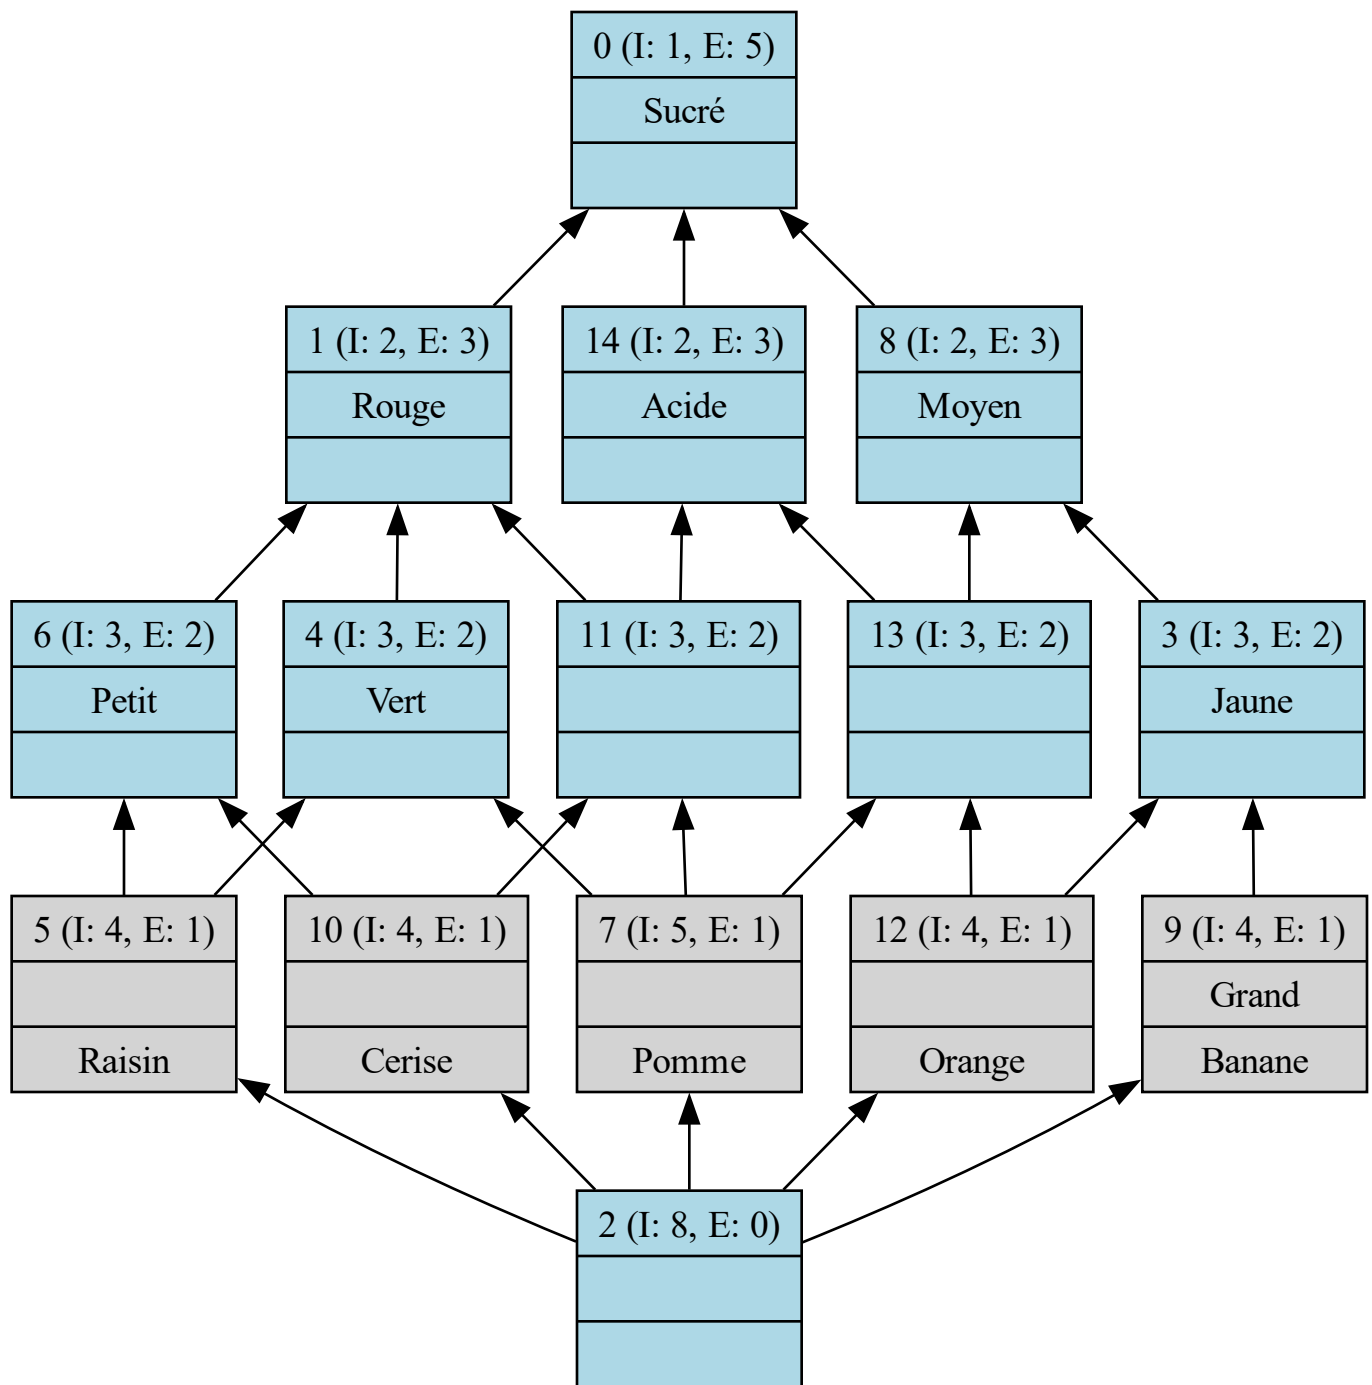 0 (I: 1, E: 5)
Sucré
1 (I: 2, E: 3)
Rouge
14 (I: 2, E: 3)
Acide
8 (I: 2, E: 3)
Moyen
6 (I: 3, E: 2)
Petit
4 (I: 3, E: 2)
Vert
11 (I: 3, E: 2)
13 (I: 3, E: 2)
3 (I: 3, E: 2)
Jaune
5 (I: 4, E: 1)
Raisin
10 (I: 4, E: 1)
Cerise
7 (I: 5, E: 1)
Pomme
12 (I: 4, E: 1)
Orange
9 (I: 4, E: 1)
Grand
Banane
2 (I: 8, E: 0)